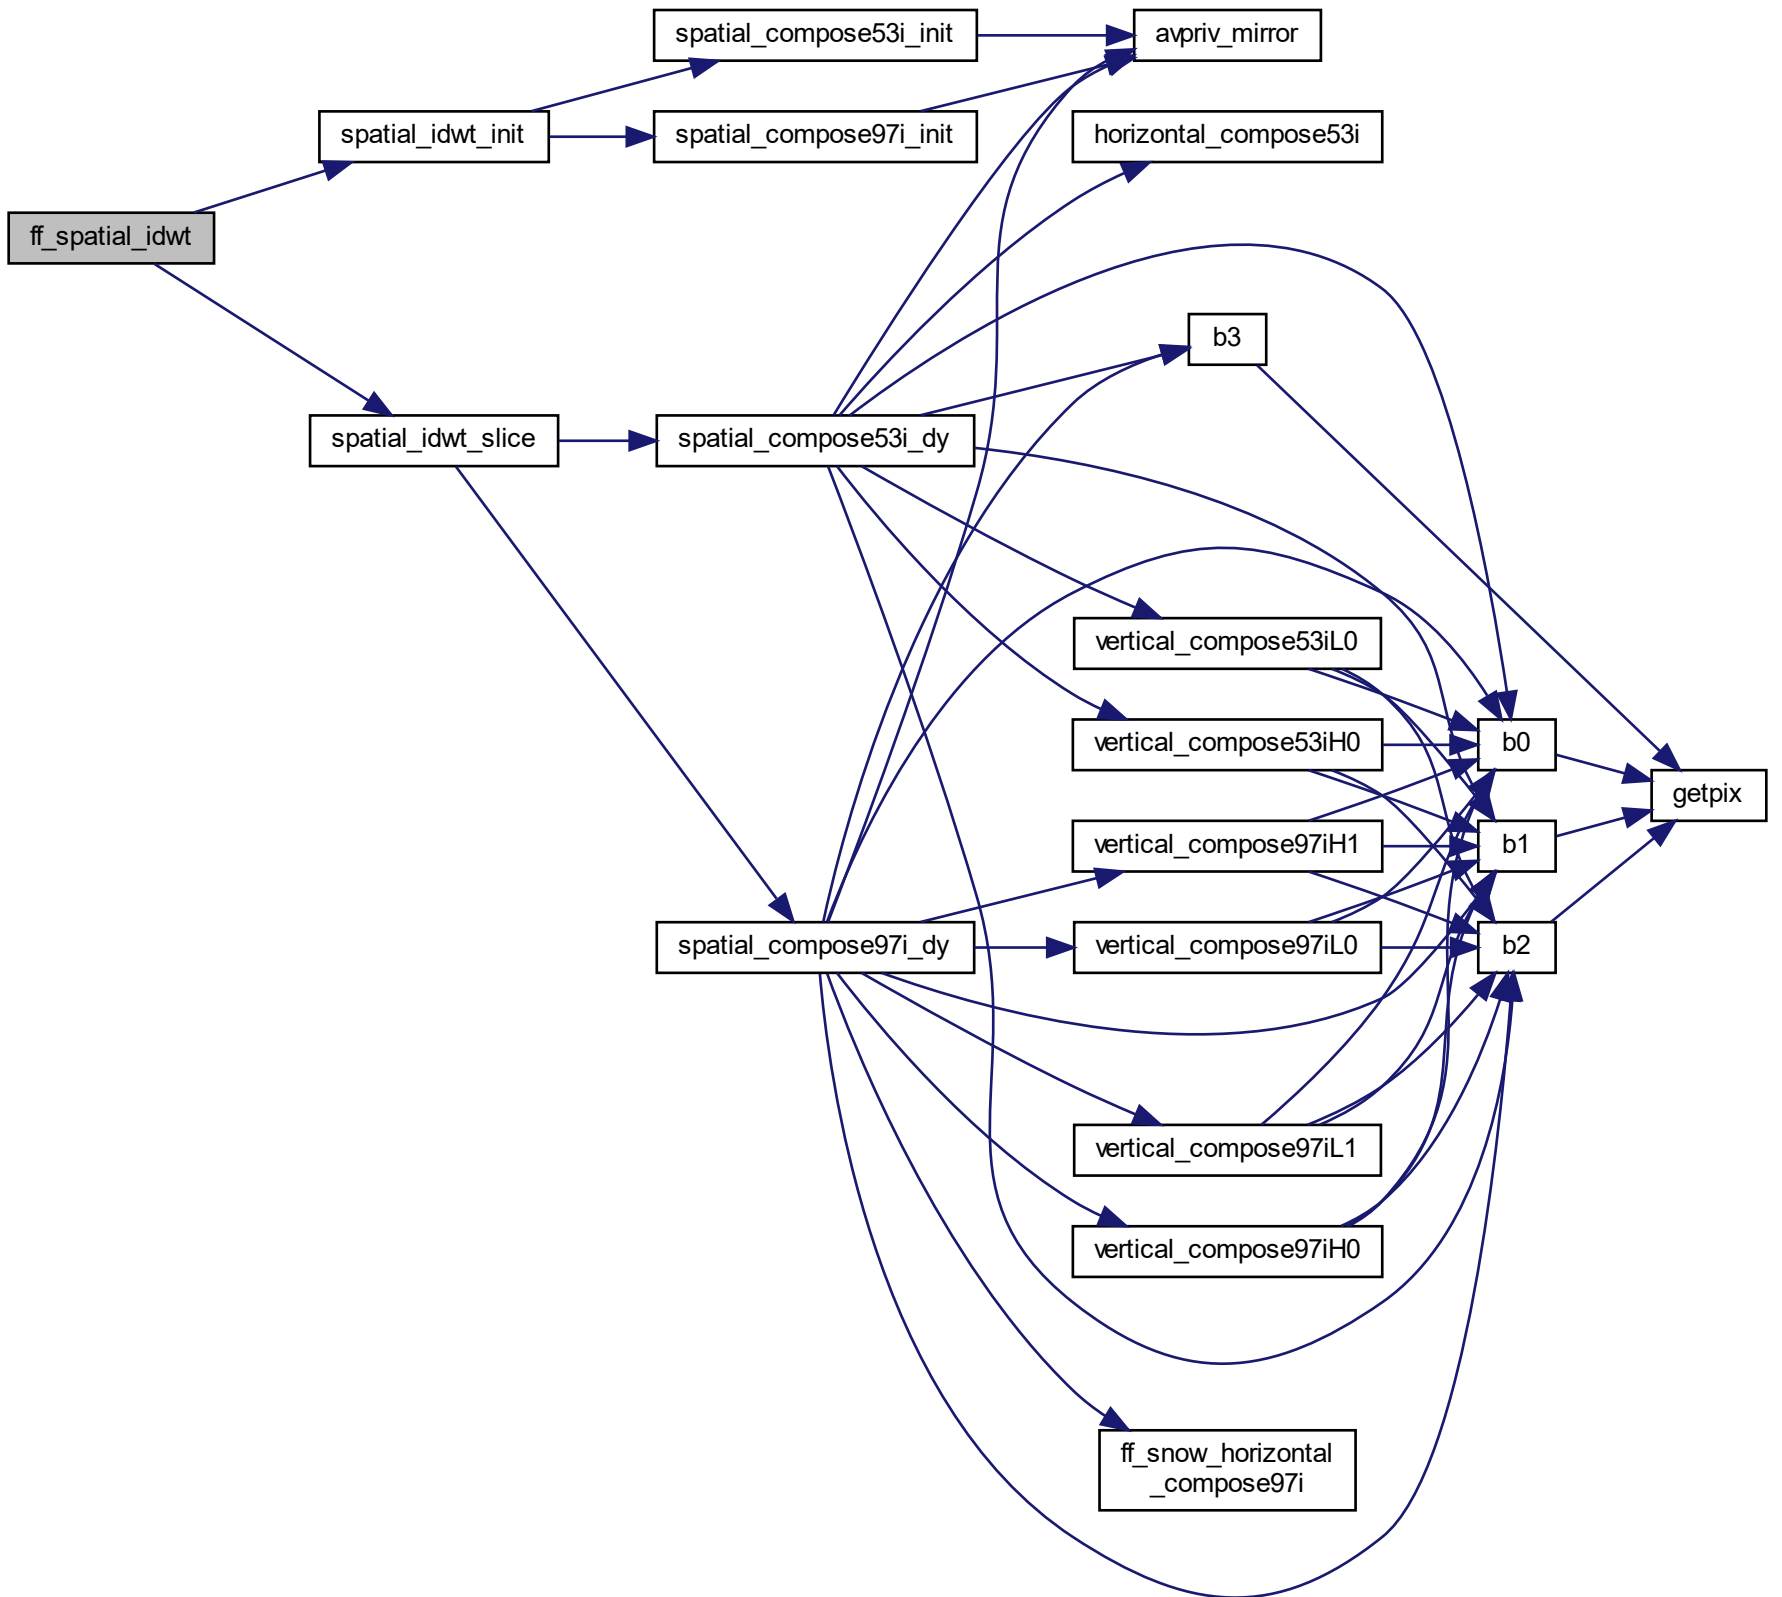 spatial_compose53i_init
avpriv_mirror
spatial_idwt_init
spatial_compose97i_init
horizontal_compose53i
ff_spatial_idwt
b3
spatial_idwt_slice
spatial_compose53i_dy
vertical_compose53iL0
vertical_compose53iH0
b0
getpix
vertical_compose97iH1
b1
spatial_compose97i_dy
vertical_compose97iL0
b2
vertical_compose97iL1
vertical_compose97iH0
ff_snow_horizontal
_compose97i